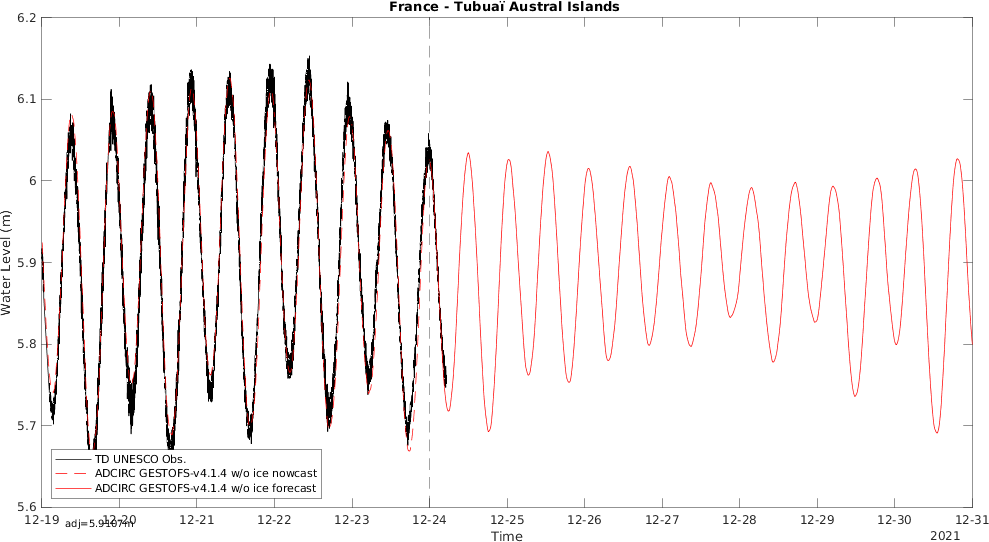 France - Tubuaï Austral Islands
6.2
6.1
6
5.9
5.8
5.7
5.6
Water Level (m)
TD UNESCO Obs.
ADCIRC GESTOFS-v4.1.4 w/o ice nowcast
ADCIRC GESTOFS-v4.1.4 w/o ice forecast
12-19 12-20 12-21 12-22 12-23 12-24 12-25 12-26 12-27 12-28 12-29 12-30 12-31
adj=5.9107m
Time
2021